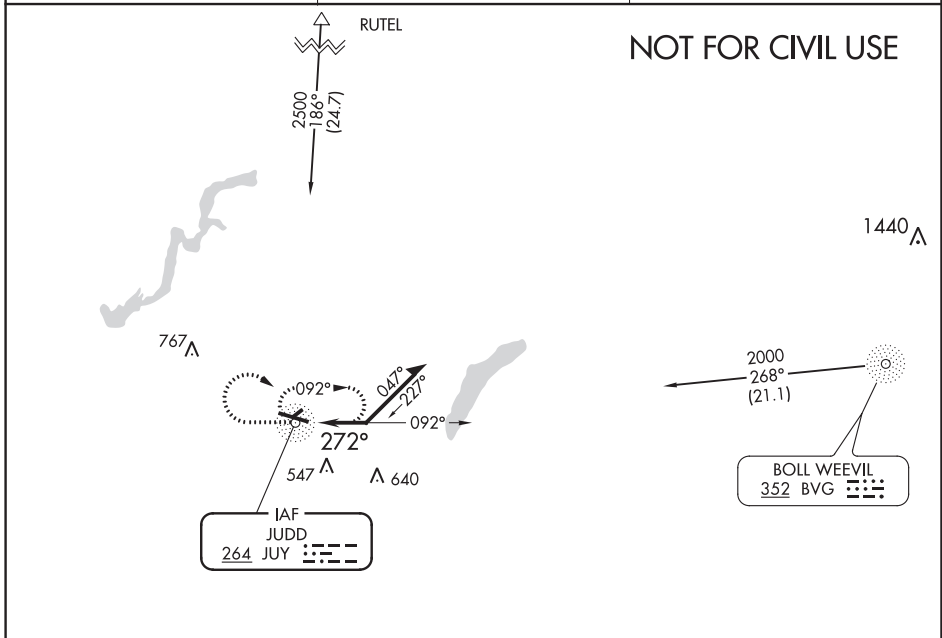 RUTEL
NOT FOR CIVIL USE
2500
186°
(24.7)
1440
767
2000
268°
(21.1)
092°
047°
227°
092°
272°
547
640
BOLL WEEVIL
352 BVG
IAF
JUDD
264 JUY